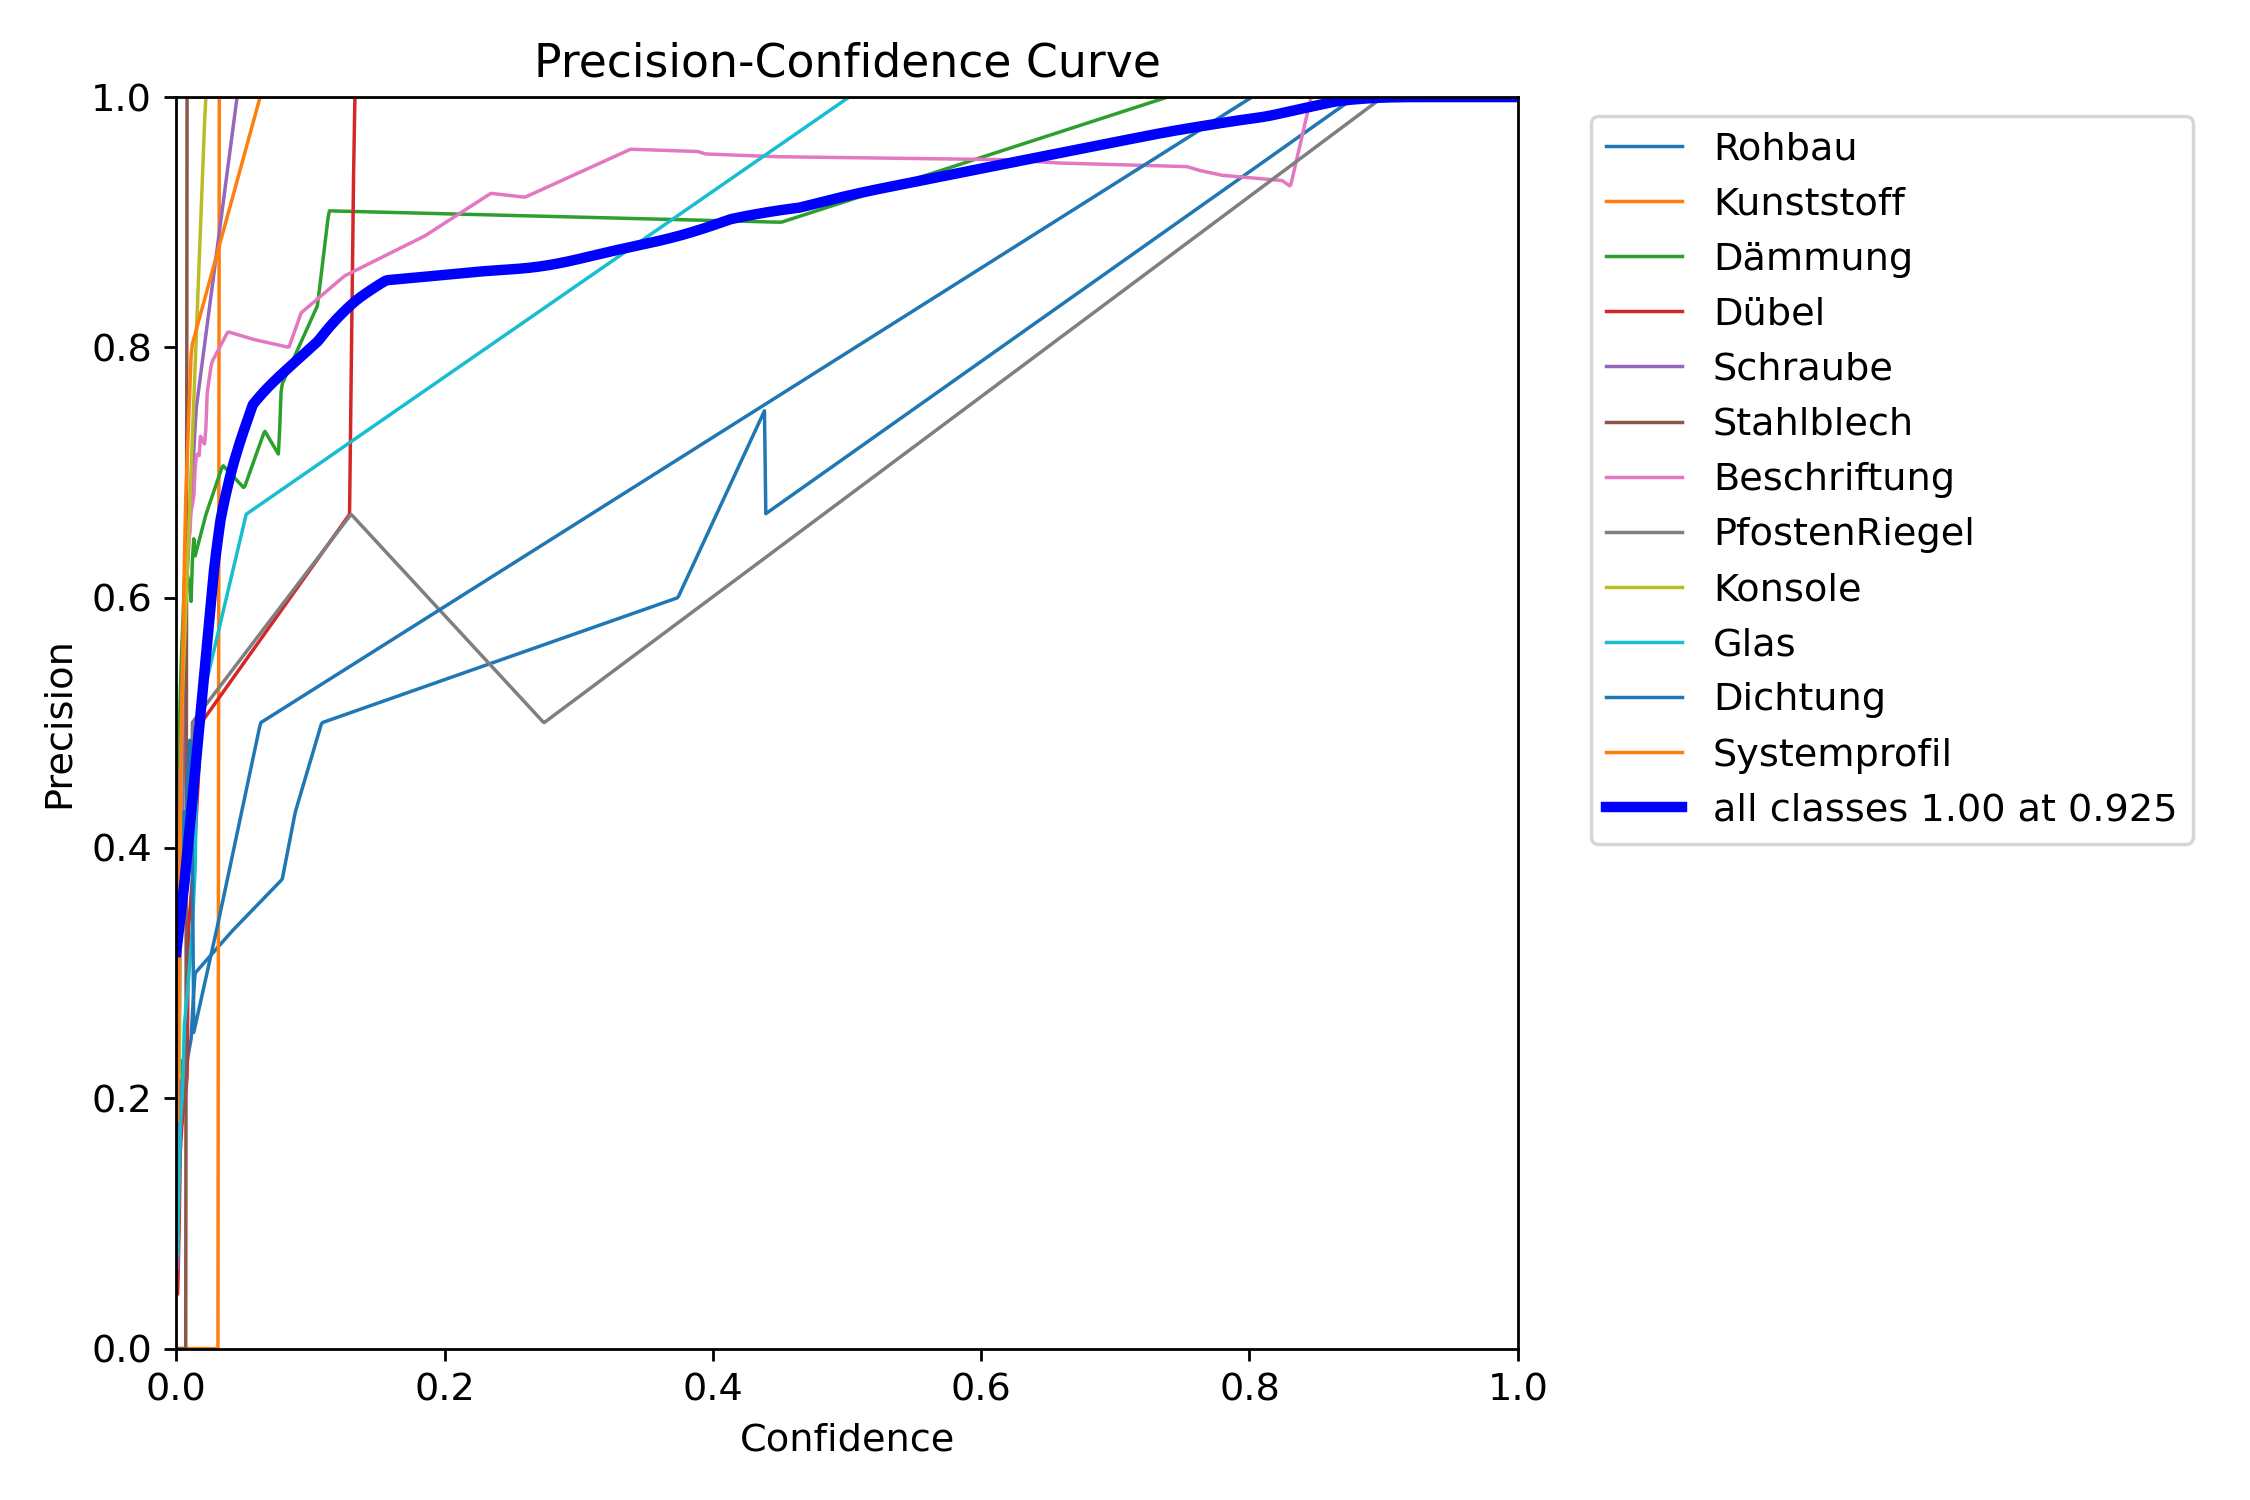 Precision-Confidence Curve
1.0
0.8
0.6
0.4
0.2
0.0
Precision
0.0 0.2 0.4 0.6 0.8 1.0
Confidence
Rohbau
Kunststoff
Dämmung
Dübel
Schraube
Stahlblech
Beschriftung
PfostenRiegel
Konsole
Glas
Dichtung
Systemprofil
all classes 1.00 at 0.925